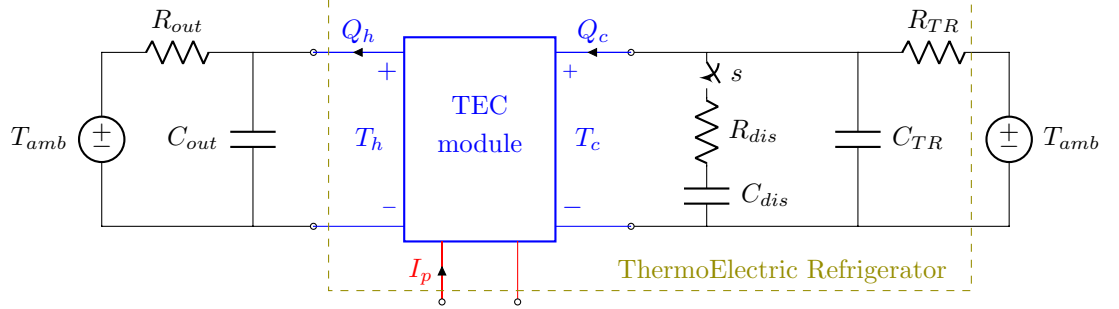 R_out
Q_h
Q_c
R_TR
+
+
s
TEC
module
T_amb
+
−
C_out
T_h
T_c
R_dis
C_TR
+
−
T_amb
C_dis
−
−
I_p
ThermoElectric Refrigerator